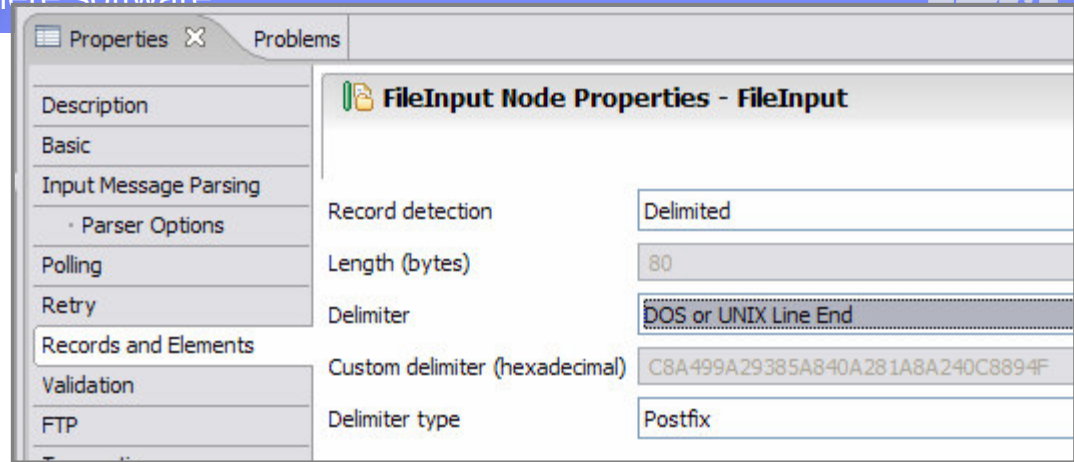 Properties Problems
FileInput Node Properties - FileInput
Description
Basic
Input Message Parsing
· Parser Options
Polling
Retry
Records and Elements
Validation
FTP
Record detection Delimited
Length (bytes) 80
Delimiter DOS or UNIX Line End
Custom delimiter (hexadecimal) C8A499A29385A840A281A8A240C8894F
Delimiter type Postfix